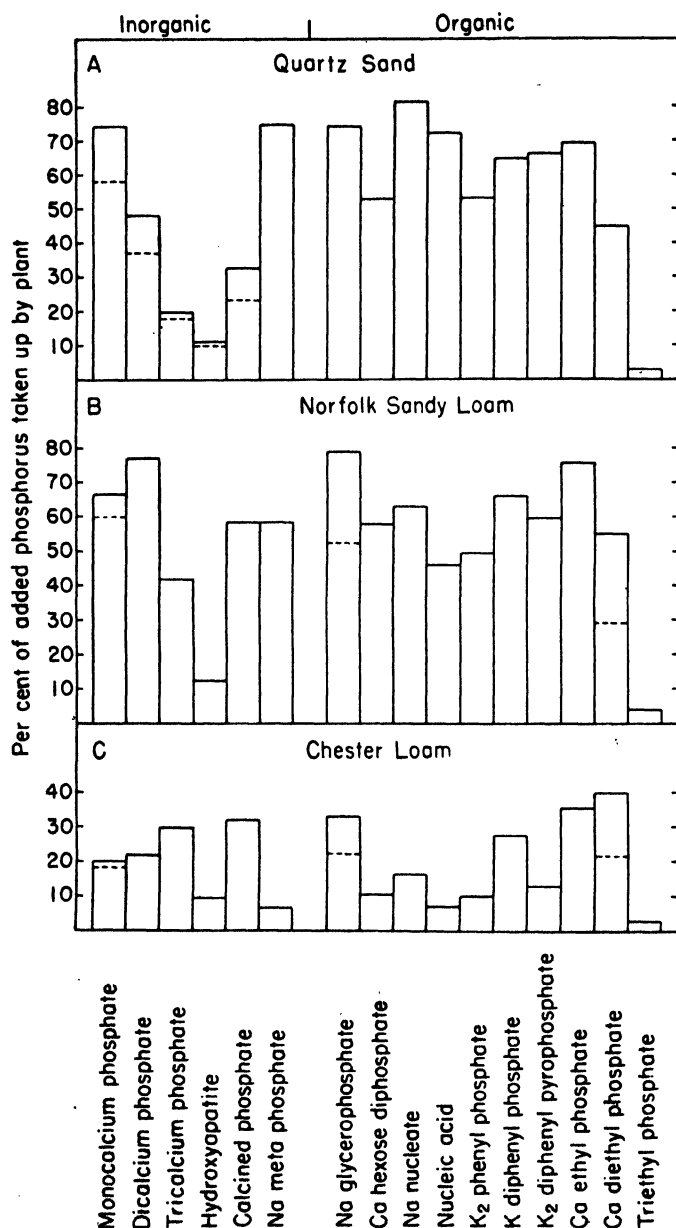 Inorganic Organic
A Quartz Sand
80
70
60
50
40
30
20
10
B Norfolk Sandy Loam
80
70
60
50
40
30
20
10
C Chester Loam
40
30
20
10
Per cent of added phosphorus taken up by plant
Monocalcium phosphate
Dicalcium phosphate
Tricalcium phosphate
Hydroxyapatite
Calcined phosphate
Na meta phosphate
Na glycerophosphate
Ca hexose diphosphate
Na nucleate
Nucleic acid
K2 phenyl phosphate
K diphenyl phosphate
K2 diphenyl pyrophosphate
Ca ethyl phosphate
Ca diethyl phosphate
Triethyl phosphate